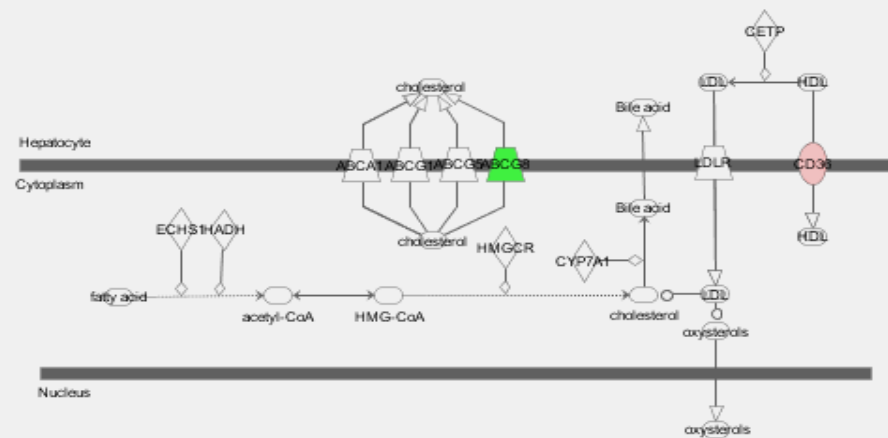 CETP
cholesterol
LDL
HDL
Bile acid
Hepatocyte
ABCA1
ABCG1
ABCG5
ABCG8
LDLR
CD36
Cytoplasm
Bile acid
ECHS1
HADH
cholesterol
HMGCR
HDL
CYP7A1
fatty acid
LDL
acetyl-CoA
HMG-CoA
cholesterol
oxysterols
Nucleus
oxysterols